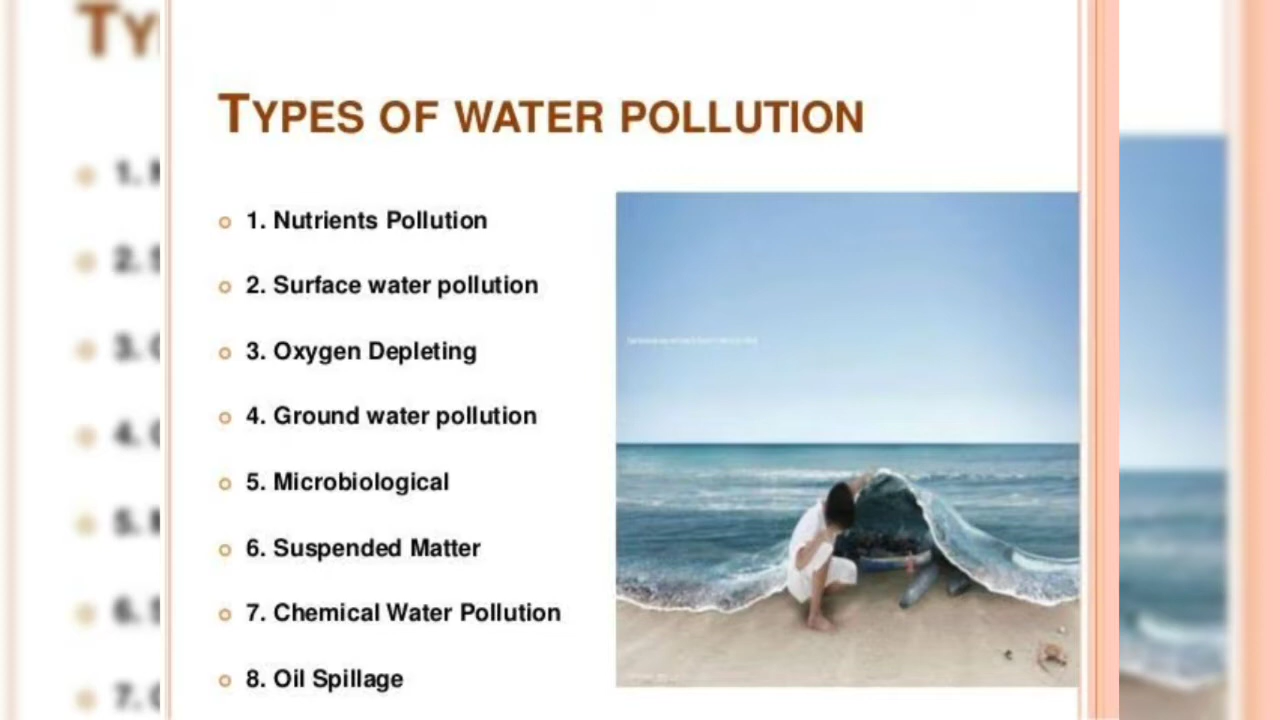 TYPES OF WATER POLLUTION
1. Nutrients Pollution
2. Surface water pollution
3. Oxygen Depleting
4. Ground water pollution
5. Microbiological
6. Suspended Matter
7. Chemical Water Pollution
8. Oil Spillage